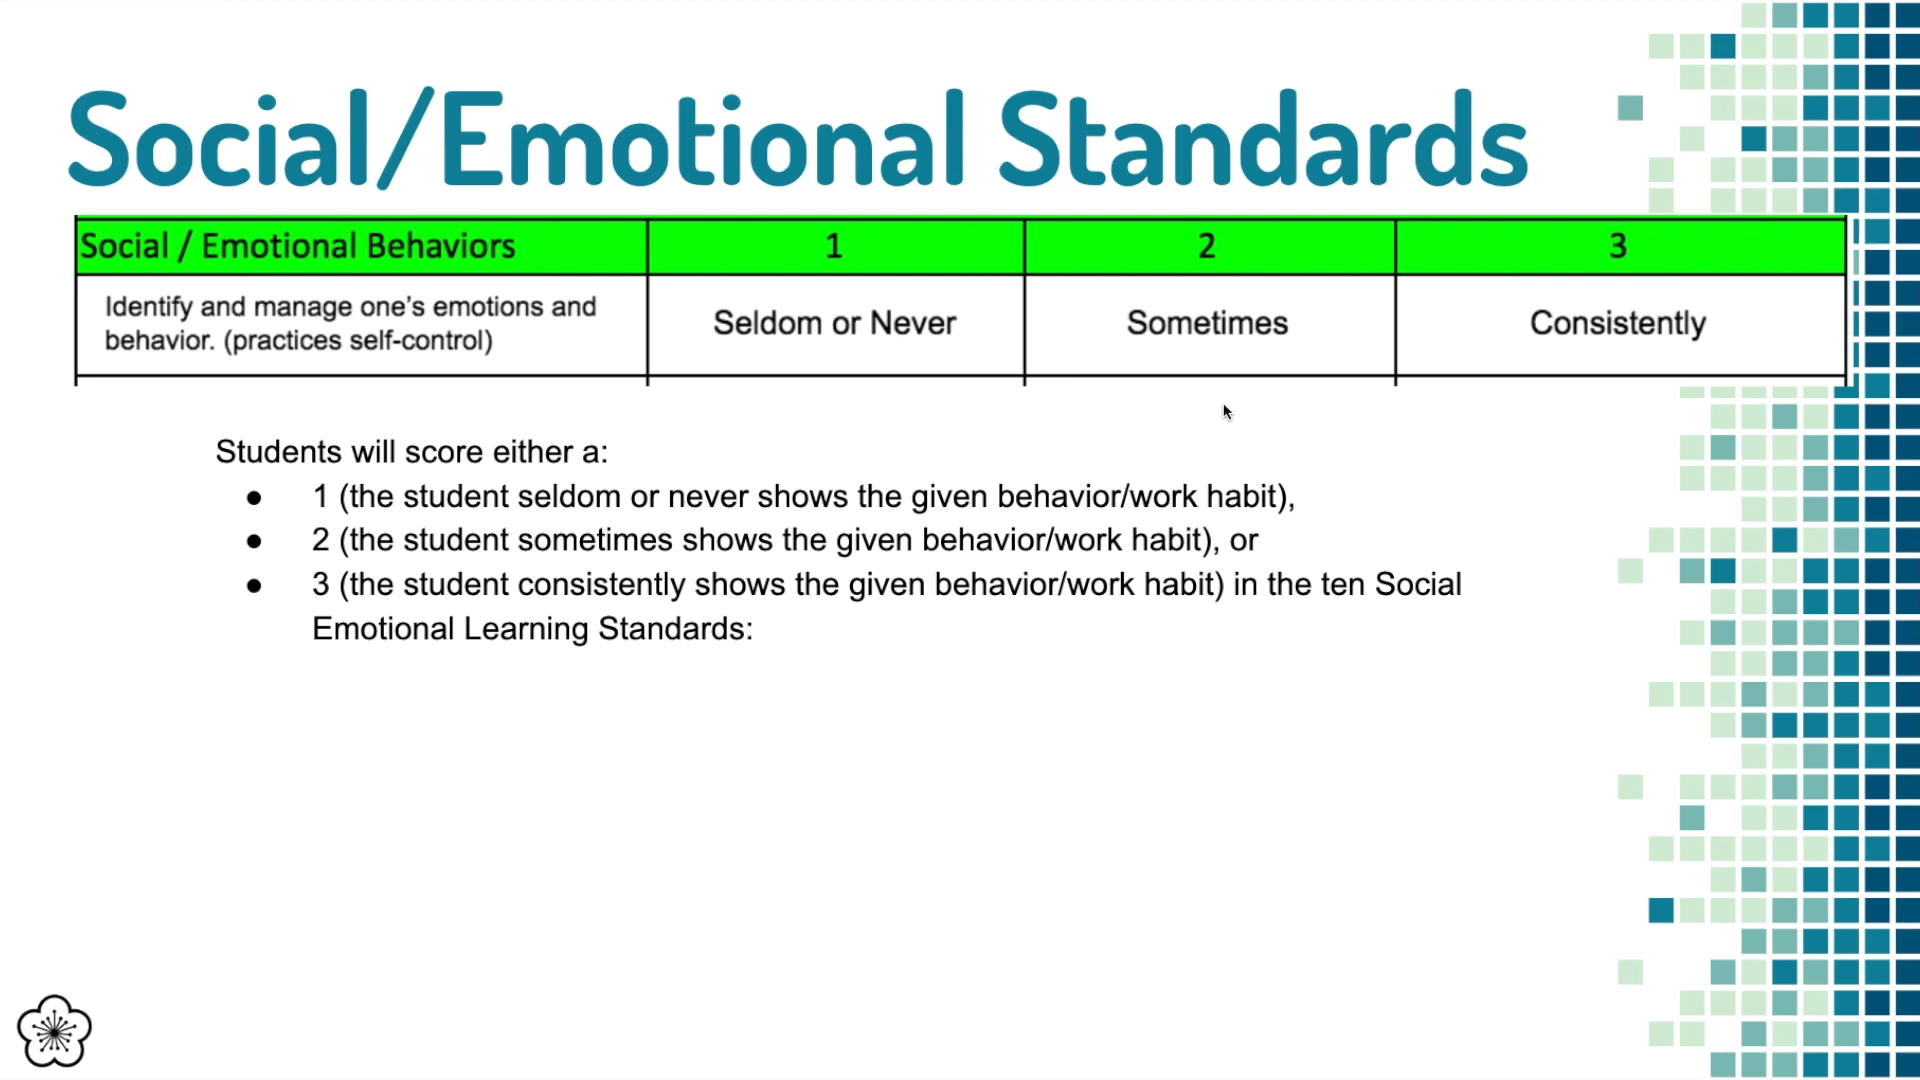 Social/Emotional Standards
Social / Emotional Behaviors 1 2 3
Identify and manage one's emotions and
behavior. (practices self-control)
Seldom or Never Sometimes Consistently
Students will score either a:
● 1 (the student seldom or never shows the given behavior/work habit),
● 2 (the student sometimes shows the given behavior/work habit), or
● 3 (the student consistently shows the given behavior/work habit) in the ten Social
Emotional Learning Standards: